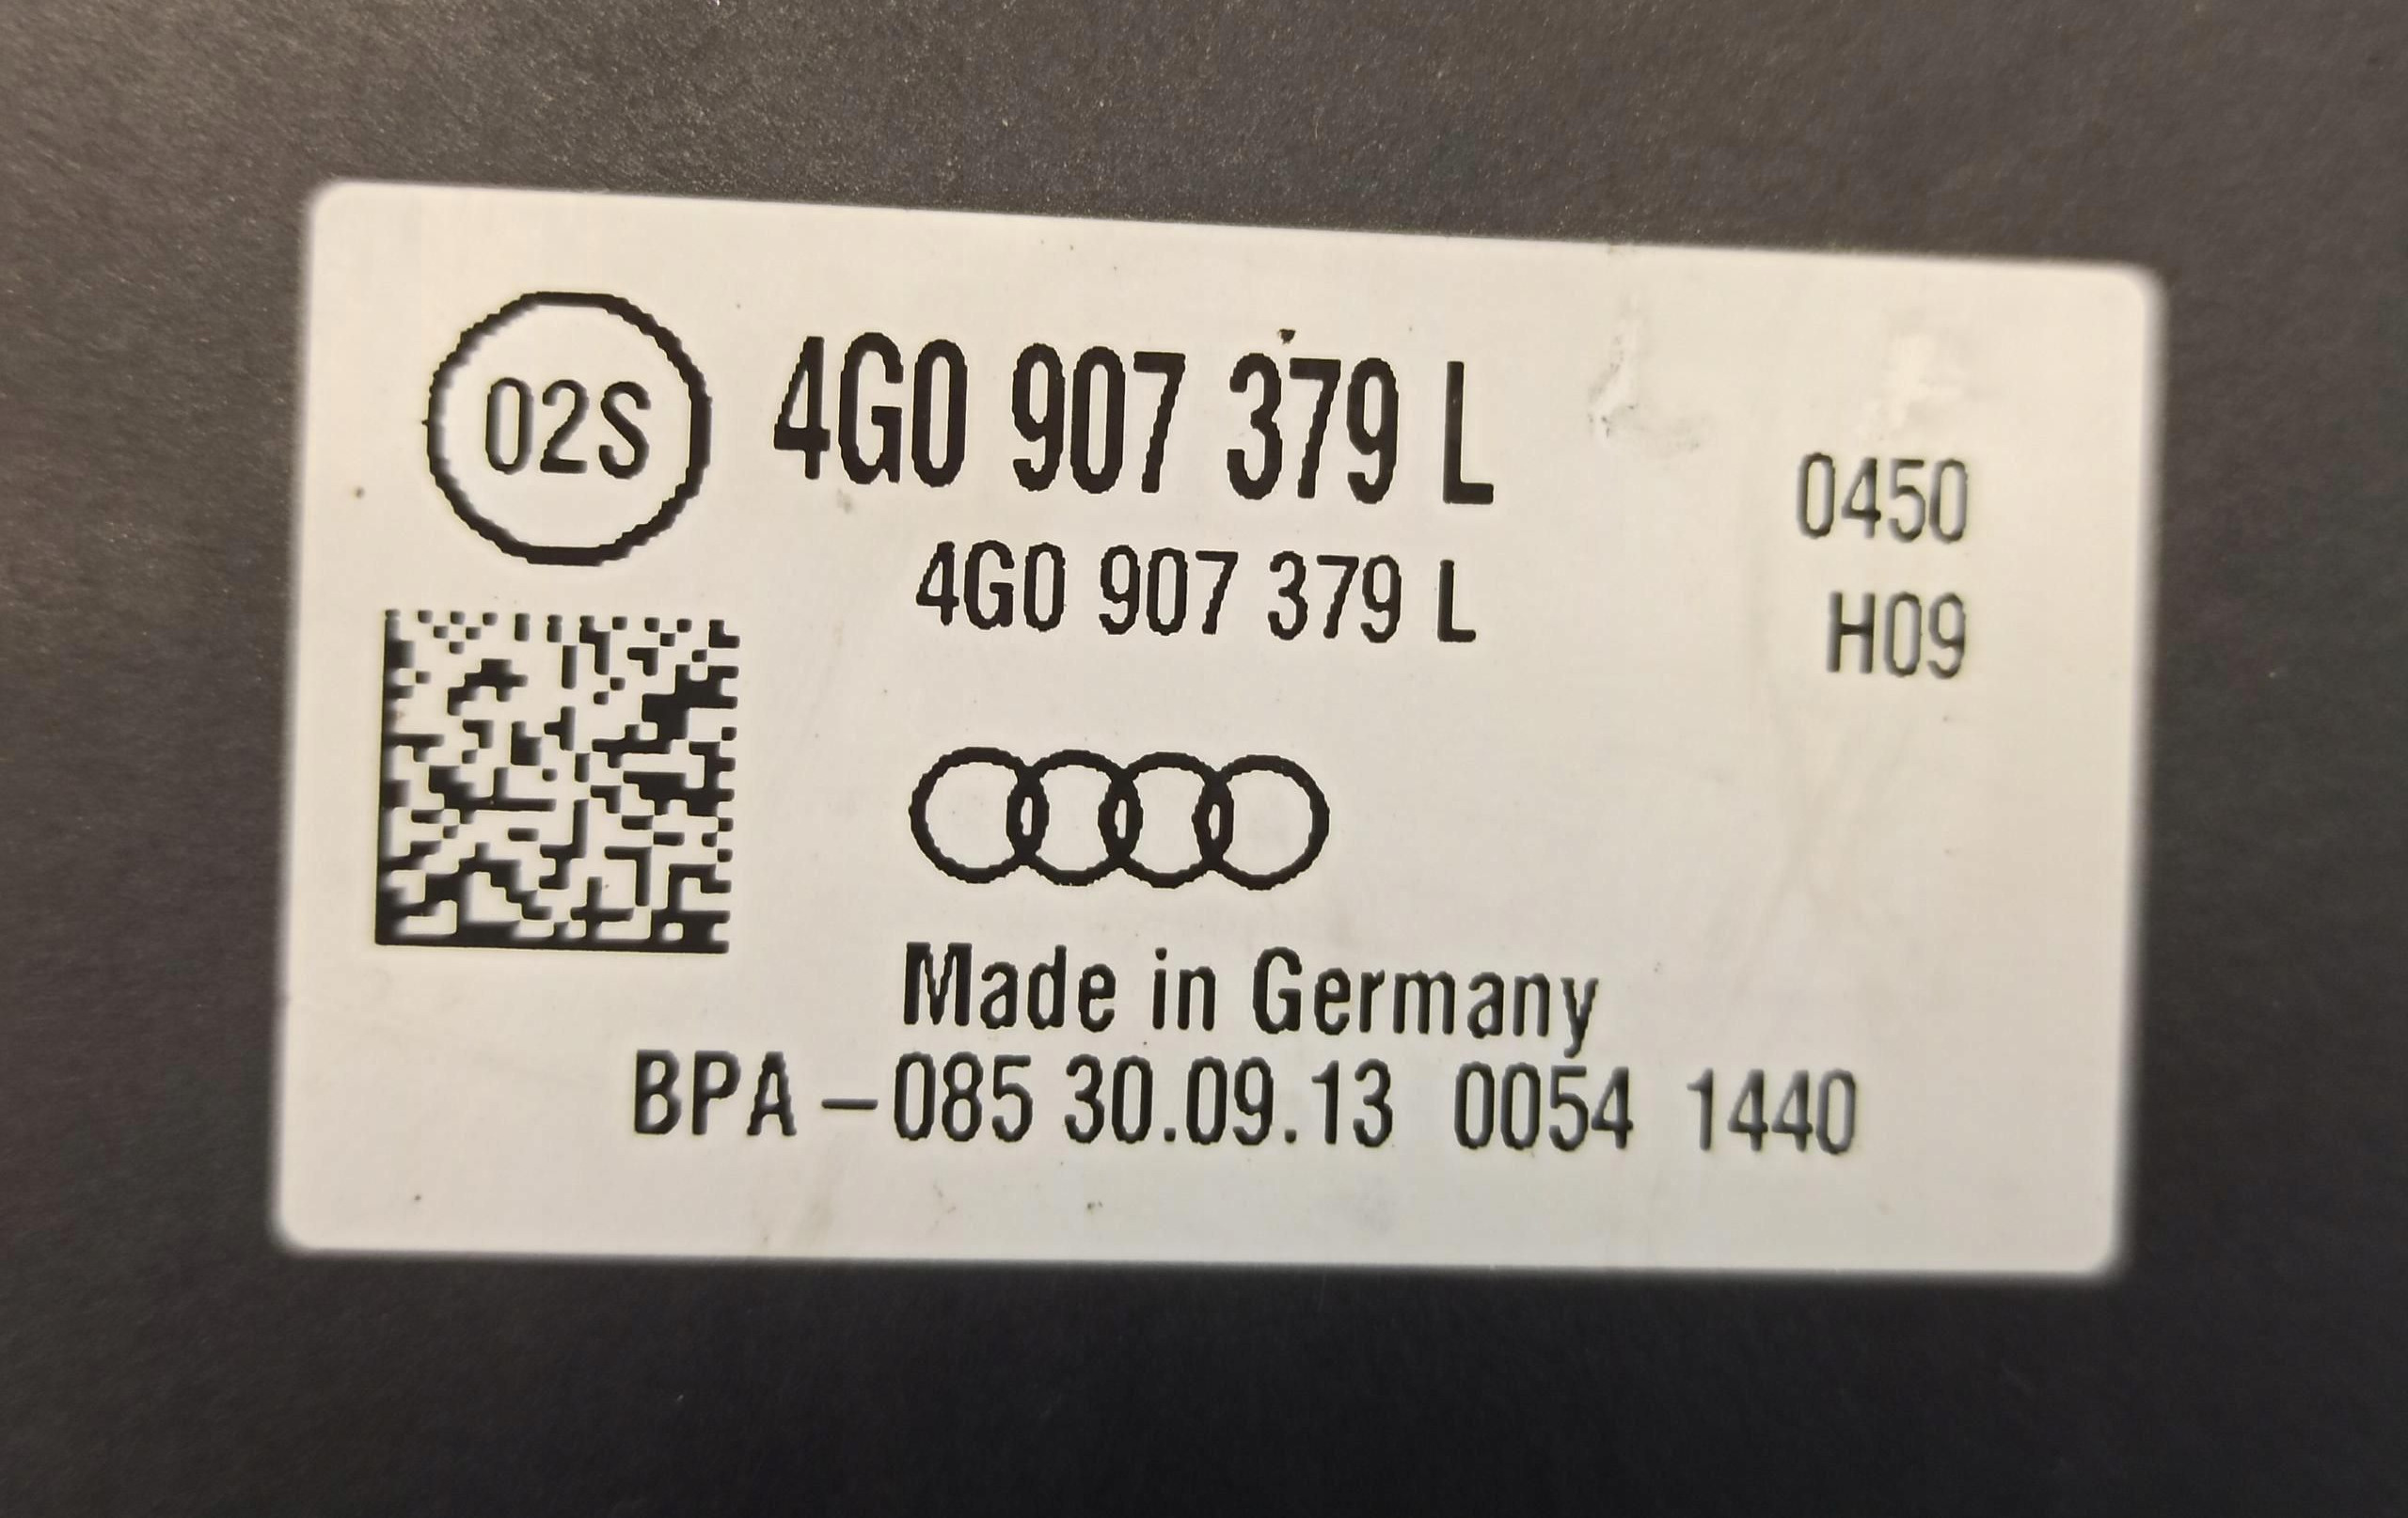 02S
4G0 907 379 L
4G0 907 379 L
0450
H09
Made in Germany
BPA -085 30.09.13 0054 1440